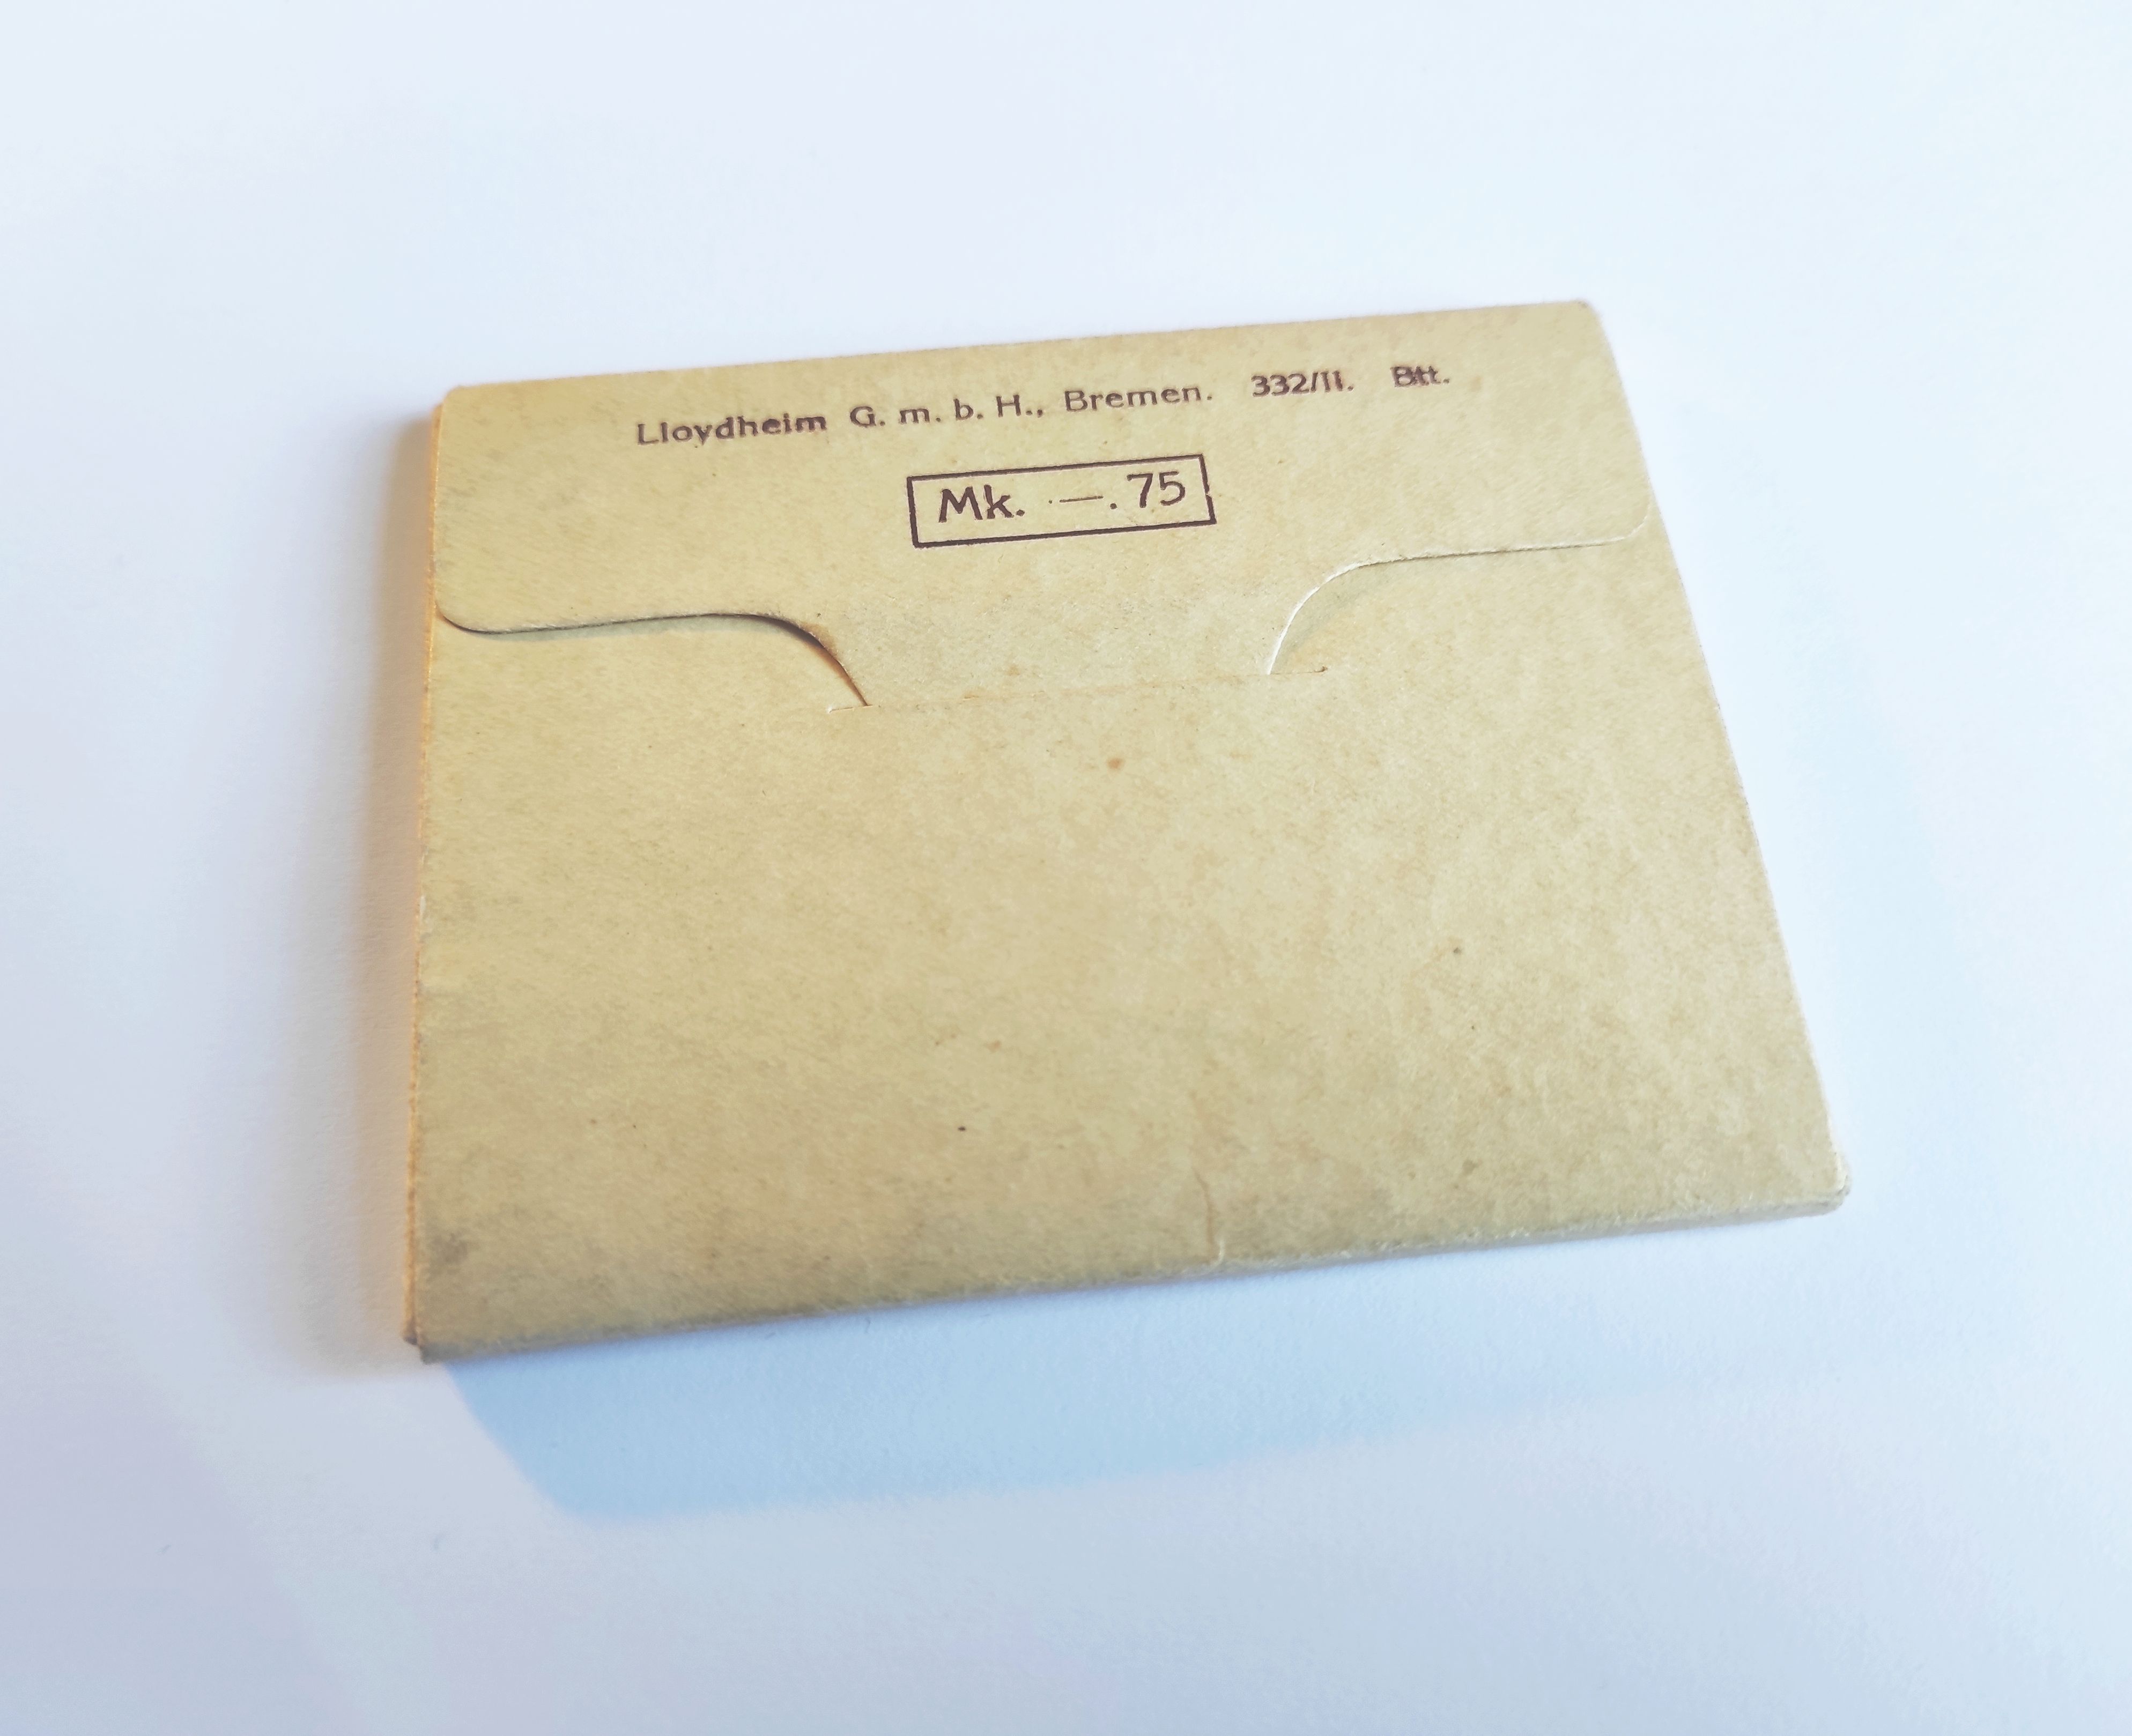 Lloydheim G. m. b. H., Bremen. 332/II. Btt.
Mk. —.75